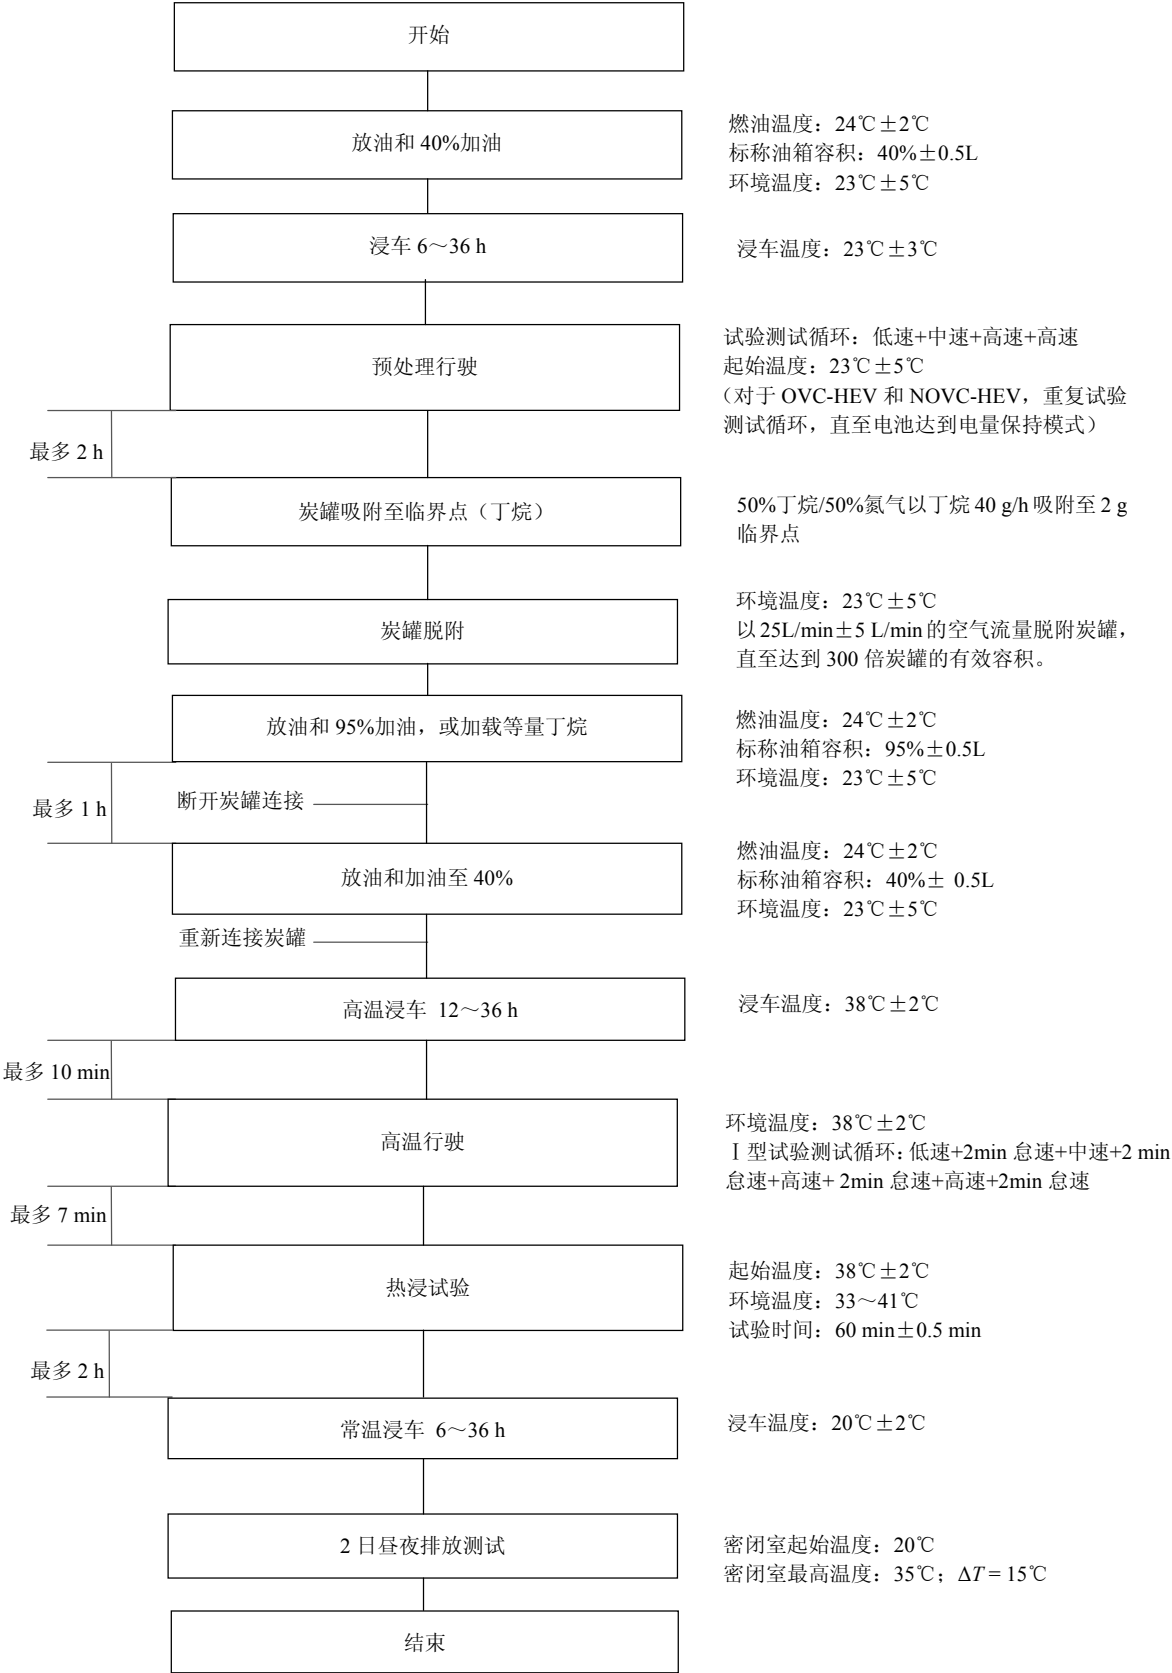 开始
放油和 40%加油
燃油温度：24℃±2℃
标称油箱容积：40%±0.5L
环境温度：23℃±5℃
浸车 6～36 h
浸车温度：23℃±3℃
预处理行驶
试验测试循环：低速+中速+高速+高速
起始温度：23℃±5℃
（对于 OVC-HEV 和 NOVC-HEV，重复试验
测试循环，直至电池达到电量保持模式）
最多 2 h
炭罐吸附至临界点（丁烷）
50%丁烷/50%氮气以丁烷 40 g/h 吸附至 2 g
临界点
炭罐脱附
环境温度：23℃±5℃
以 25L/min±5 L/min 的空气流量脱附炭罐，
直至达到 300 倍炭罐的有效容积。
放油和 95%加油，或加载等量丁烷
燃油温度：24℃±2℃
标称油箱容积：95%±0.5L
环境温度：23℃±5℃
最多 1 h
断开炭罐连接
放油和加油至 40%
燃油温度：24℃±2℃
标称油箱容积：40%± 0.5L
环境温度：23℃±5℃
重新连接炭罐
高温浸车 12～36 h
浸车温度：38℃±2℃
最多 10 min
高温行驶
环境温度：38℃±2℃
Ⅰ型试验测试循环：低速+2min 怠速+中速+2 min
怠速+高速+ 2min 怠速+高速+2min 怠速
最多 7 min
热浸试验
起始温度：38℃±2℃
环境温度：33～41℃
试验时间：60 min±0.5 min
最多 2 h
常温浸车 6～36 h
浸车温度：20℃±2℃
2 日昼夜排放测试
密闭室起始温度：20℃
密闭室最高温度：35℃；ΔT = 15℃
结束